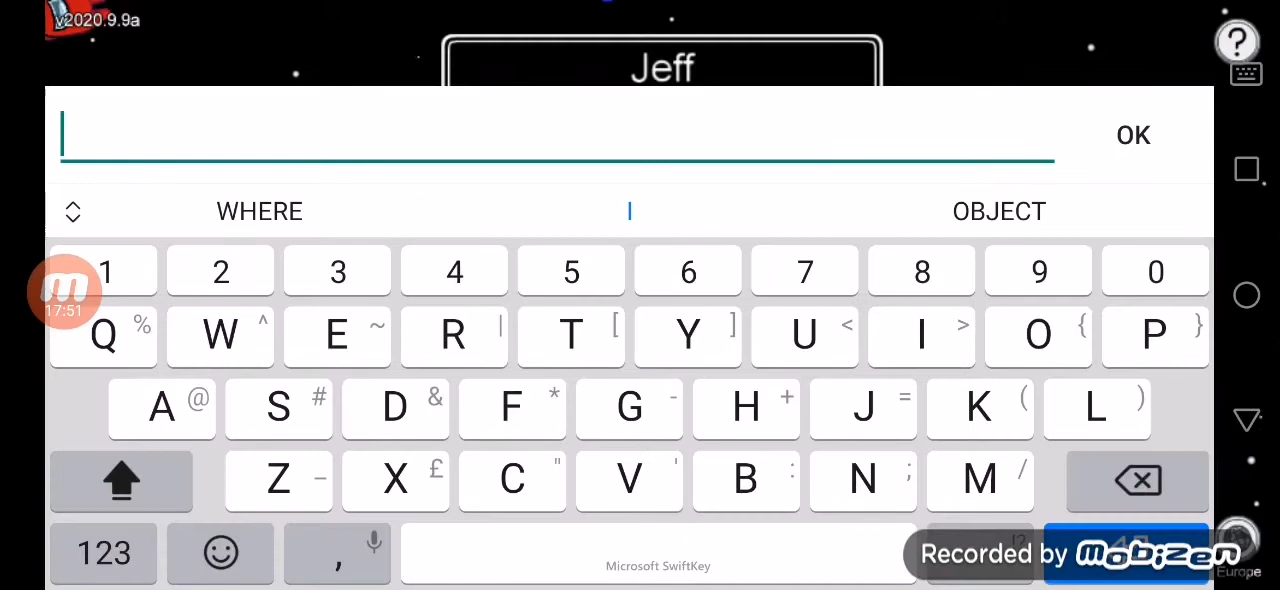 v2020.9.9a
Jeff
?
OK
WHERE I OBJECT
1 2 3 4 5 6 7 8 9 0
17:51
Q % W ^ E ~ R | T [ Y ] U < I > O { P }
A @ S # D & F * G - H + J = K ( L )
Z _ X £ C " V ' B : N ; M /
123 , Microsoft SwiftKey !?
Recorded by mobizen
Europe